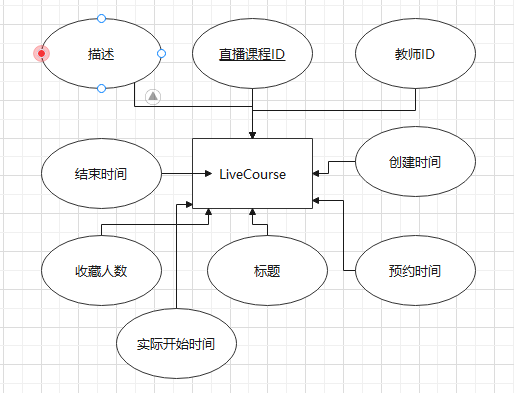 描述
直播课程ID
教师ID
结束时间
LiveCourse
创建时间
收藏人数
标题
预约时间
实际开始时间